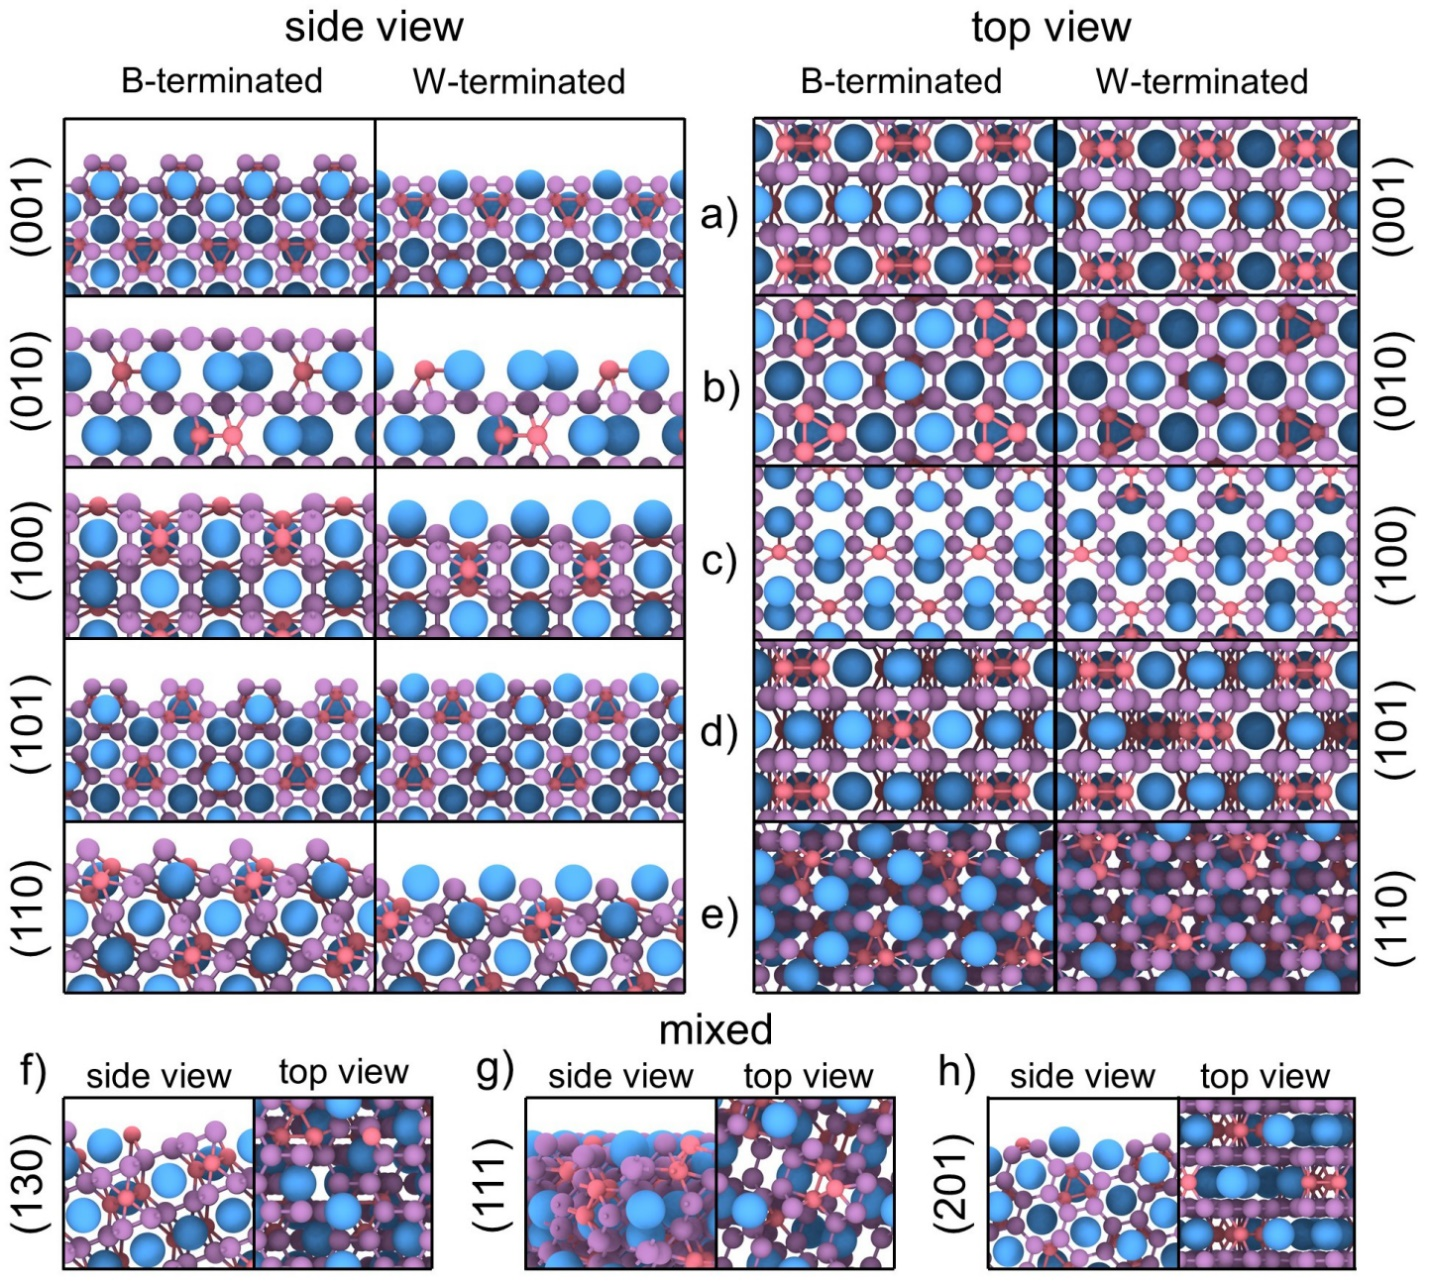 side view
top view
B-terminated
W-terminated
B-terminated
W-terminated
(001)
a)
(001)
(010)
b)
(010)
(100)
c)
(100)
(101)
d)
(101)
(110)
e)
(110)
mixed
f)
side view
top view
g)
side view
top view
h)
side view
top view
(130)
(111)
(201)